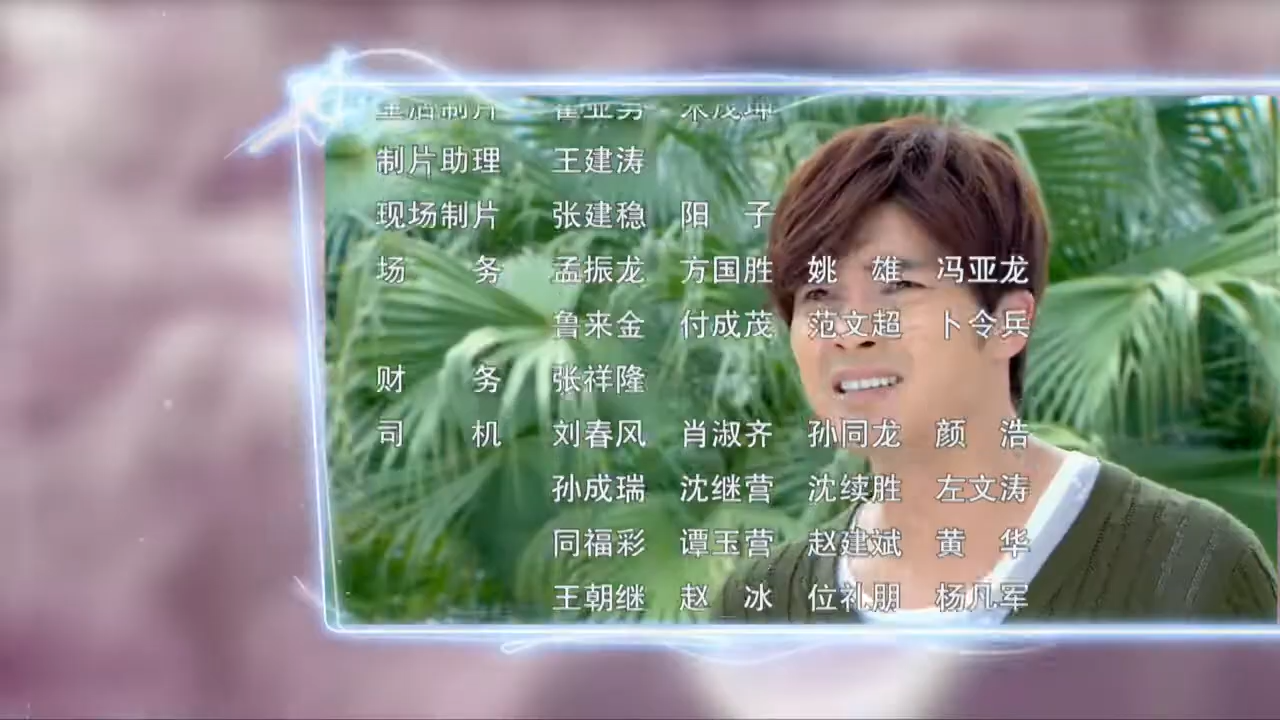 制片助理 王建涛
现场制片 张建稳 阳 子
场 务 孟振龙 方国胜 姚 雄 冯亚龙
鲁来金 付成茂 范文超 卜令兵
财 务 张祥隆
司 机 刘春风 肖淑齐 孙同龙 颜 浩
孙成瑞 沈继营 沈续胜 左文涛
同福彩 谭玉营 赵建斌 黄 华
王朝继 赵 冰 位礼朋 杨凡军